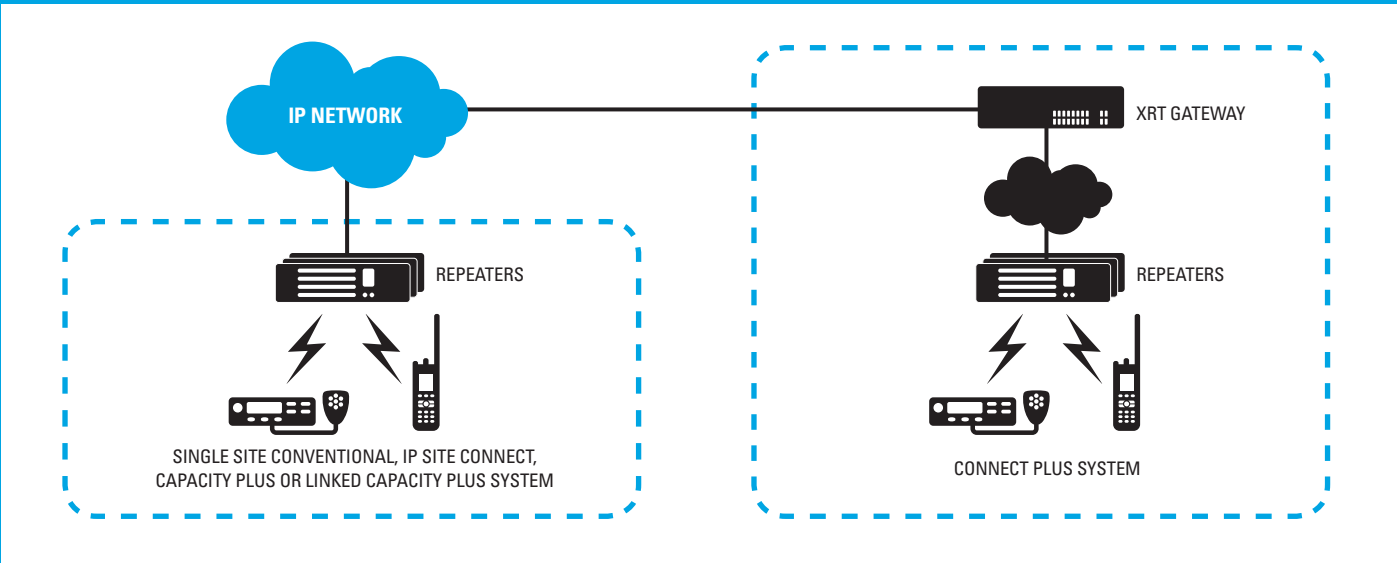 IP NETWORK
XRT GATEWAY
REPEATERS
REPEATERS
SINGLE SITE CONVENTIONAL, IP SITE CONNECT,
CAPACITY PLUS OR LINKED CAPACITY PLUS SYSTEM
CONNECT PLUS SYSTEM